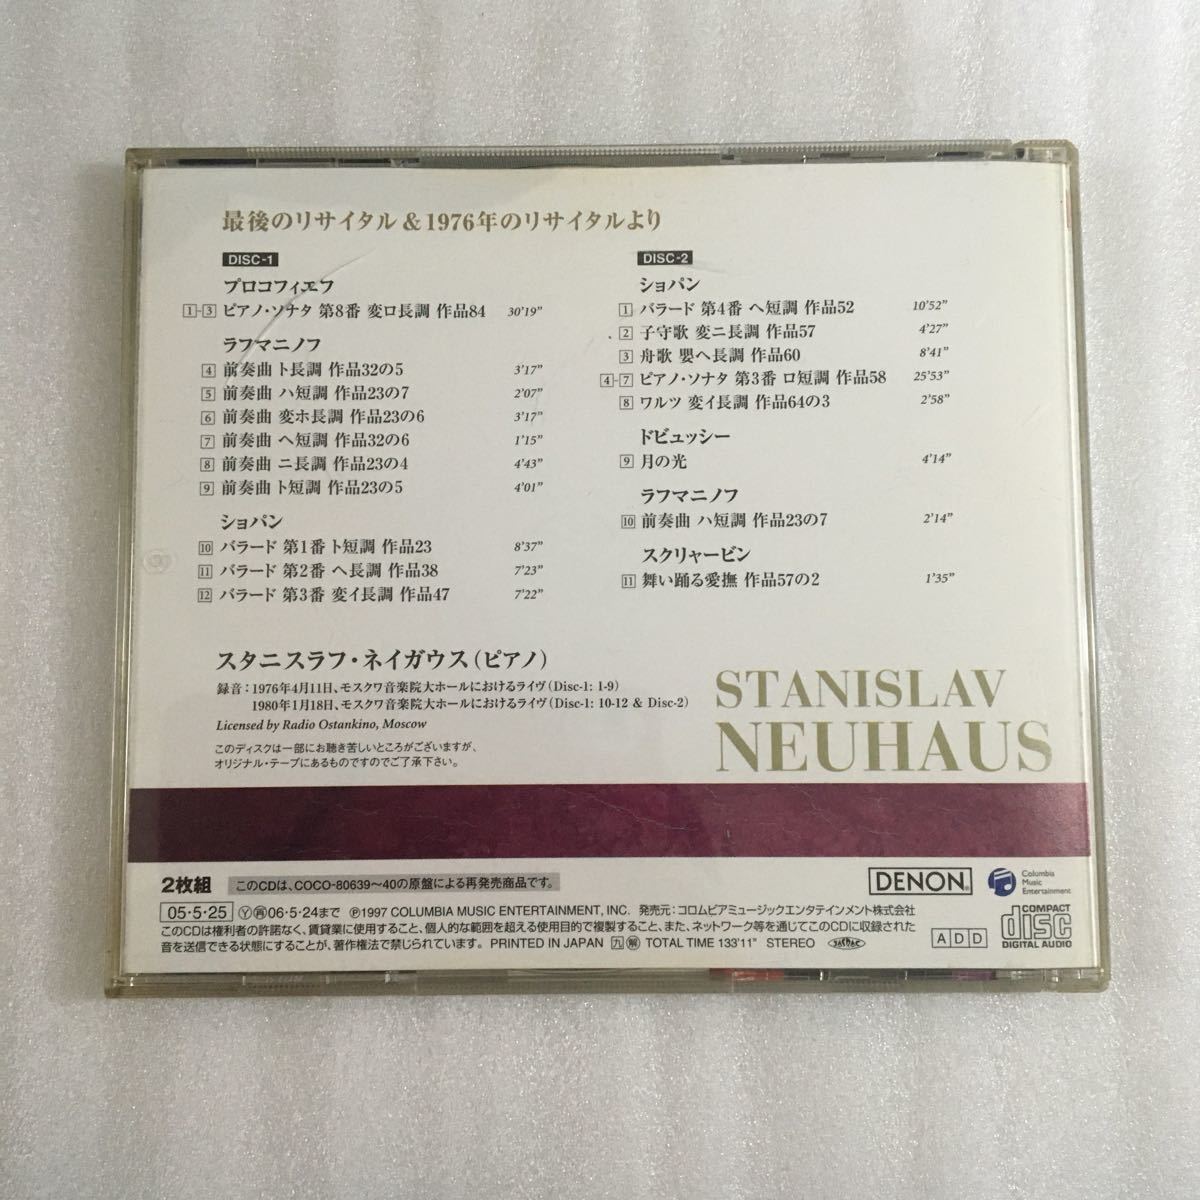 最後のリサイタル&1976年のリサイタルより
DISC-1
プロコフィエフ
1-3 ピアノ・ソナタ 第8番 変ロ長調 作品84 30'19”
ラフマニノフ
4 前奏曲 ト長調 作品32の5 3'17”
5 前奏曲 ハ短調 作品23の7 2'07”
6 前奏曲 変ホ長調 作品23の6 3'17”
7 前奏曲 ヘ短調 作品32の6 1'15”
8 前奏曲 ニ長調 作品23の4 4'43”
9 前奏曲 ト短調 作品23の5 4'01”
ショパン
10 バラード 第1番 ト短調 作品23 8'37”
11 バラード 第2番 ヘ長調 作品38 7'23”
12 バラード 第3番 変イ長調 作品47 7'22”
DISC-2
ショパン
1 バラード 第4番 ヘ短調 作品52 10'52”
2 子守歌 変ニ長調 作品57 4'27”
3 舟歌 嬰ヘ長調 作品60 8'41”
4-7 ピアノ・ソナタ 第3番 ロ短調 作品58 25'53”
8 ワルツ 変イ長調 作品64の3 2'58”
ドビュッシー
9 月の光 4'14”
ラフマニノフ
10 前奏曲 ハ短調 作品23の7 2'14”
スクリャービン
11 舞い踊る愛撫 作品57の2 1'35”
スタニスラフ・ネイガウス(ピアノ)
録音:1976年4月11日、モスクワ音楽院大ホールにおけるライヴ(Disc-1: 1-9)
1980年1月18日、モスクワ音楽院大ホールにおけるライヴ(Disc-1: 10-12 & Disc-2)
Licensed by Radio Ostankino, Moscow
このディスクは一部にお聴き苦しいところがございますが、
オリジナル・テープにあるものですのでご了承下さい。
STANISLAV
NEUHAUS
2枚組 このCDは、COCO-80639〜40の原盤による再発売商品です。
DENON
Columbia
Music
Entertainment
05・5・25 Ⓨ再06・5・24まで ℗1997 COLUMBIA MUSIC ENTERTAINMENT, INC. 発売元:コロムビアミュージックエンタテインメント株式会社
このCDは権利者の許諾なく、賃貸業に使用すること、個人的な範囲を超える使用目的で複製すること、また、ネットワーク等を通じてこのCDに収録された
音を送信できる状態にすることが、著作権法で禁じられています。 PRINTED IN JAPAN 九 解 TOTAL TIME 133'11” STEREO JASRAC
ADD
COMPACT
disc
DIGITAL AUDIO